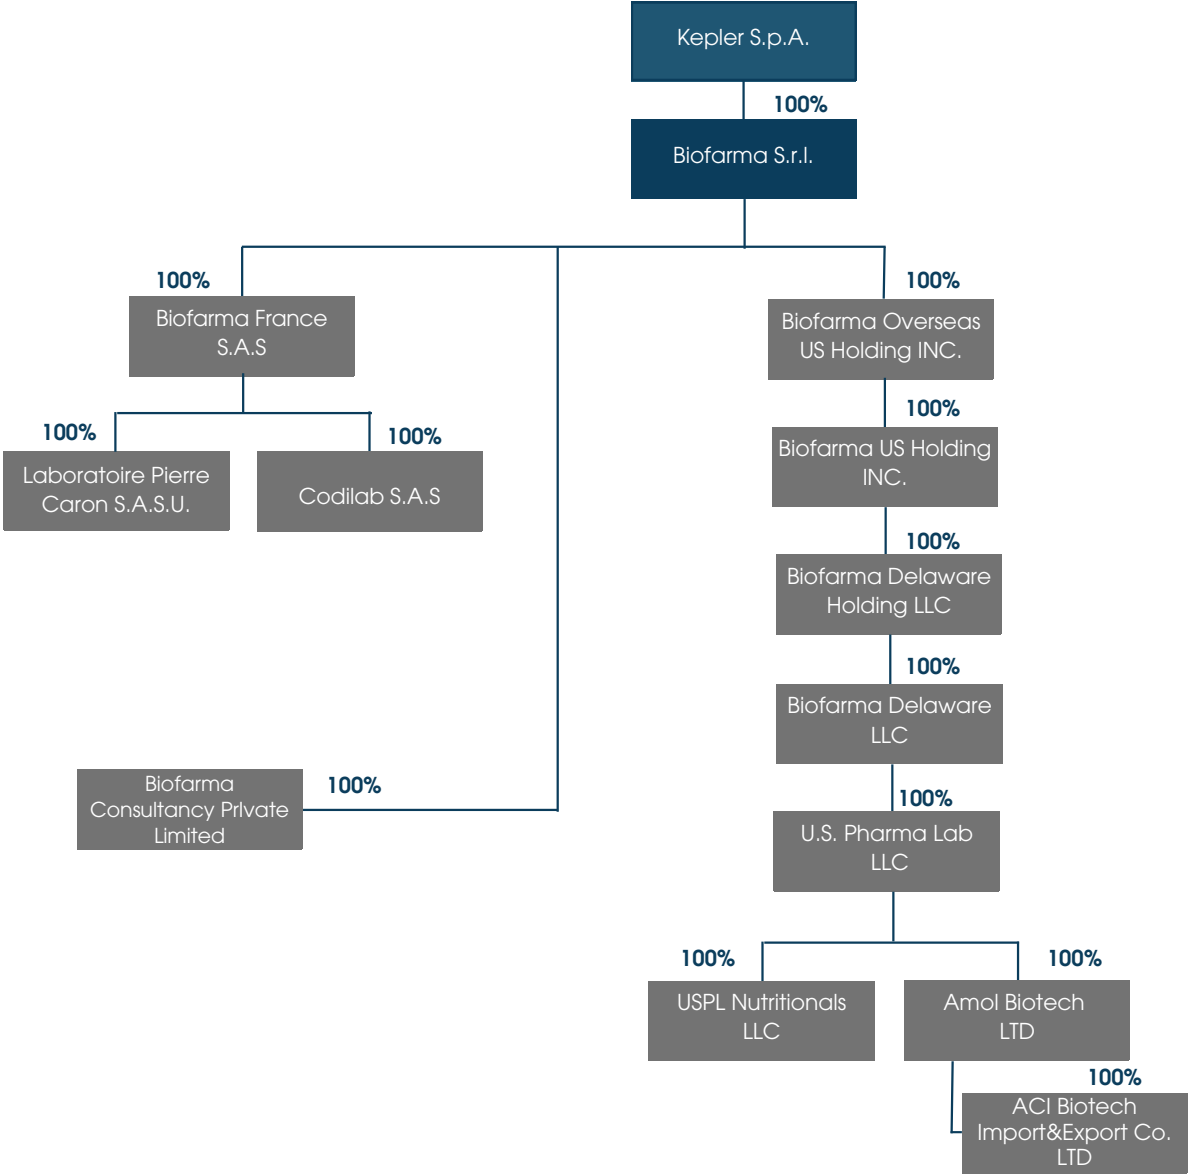 Kepler S.p.A.
100%
Biofarma S.r.l.
100%
Biofarma France
S.A.S
100%
Biofarma Overseas
US Holding INC.
100%
Laboratoire Pierre
Caron S.A.S.U.
100%
Codilab S.A.S
100%
Biofarma US Holding
INC.
100%
Biofarma Delaware
Holding LLC
100%
Biofarma Delaware
LLC
100%
Biofarma
Consultancy Prlvate
Limited
100%
U.S. Pharma Lab
LLC
100%
USPL Nutritionals
LLC
100%
Amol Biotech
LTD
100%
ACI Biotech
Import&Export Co.
LTD